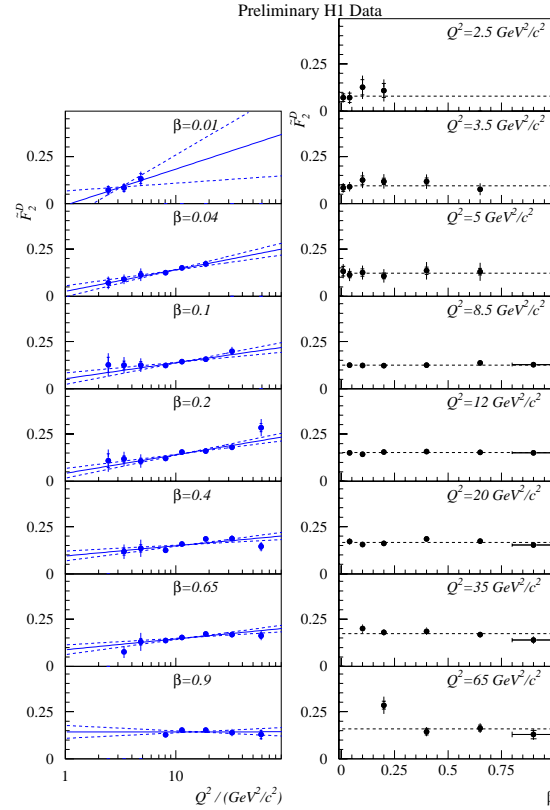 Preliminary H1 Data
F̃₂ᴰ
β=0.01
0.25
0
β=0.04
0.25
0
β=0.1
0.25
0
β=0.2
0.25
0
β=0.4
0.25
0
β=0.65
0.25
0
β=0.9
0.25
0
1 10
Q²/(GeV²/c²)
F̃₂ᴰ
Q²=2.5 GeV²/c²
0.25
0
Q²=3.5 GeV²/c²
0.25
0
Q²=5 GeV²/c²
0.25
0
Q²=8.5 GeV²/c²
0.25
0
Q²=12 GeV²/c²
0.25
0
Q²=20 GeV²/c²
0.25
0
Q²=35 GeV²/c²
0.25
0
Q²=65 GeV²/c²
0.25
0
0 0.25 0.5 0.75
β